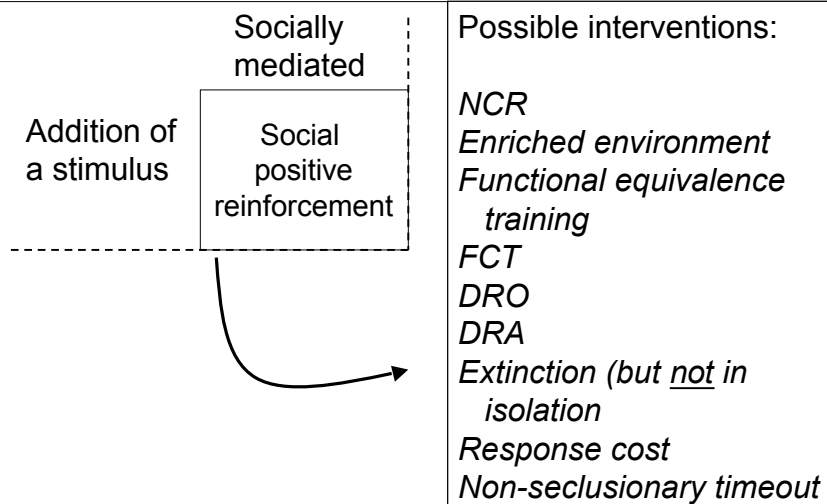 Socially
mediated
Addition of
a stimulus
Social
positive
reinforcement
Possible interventions:
NCR
Enriched environment
Functional equivalence
training
FCT
DRO
DRA
Extinction (but not in
isolation
Response cost
Non-seclusionary timeout